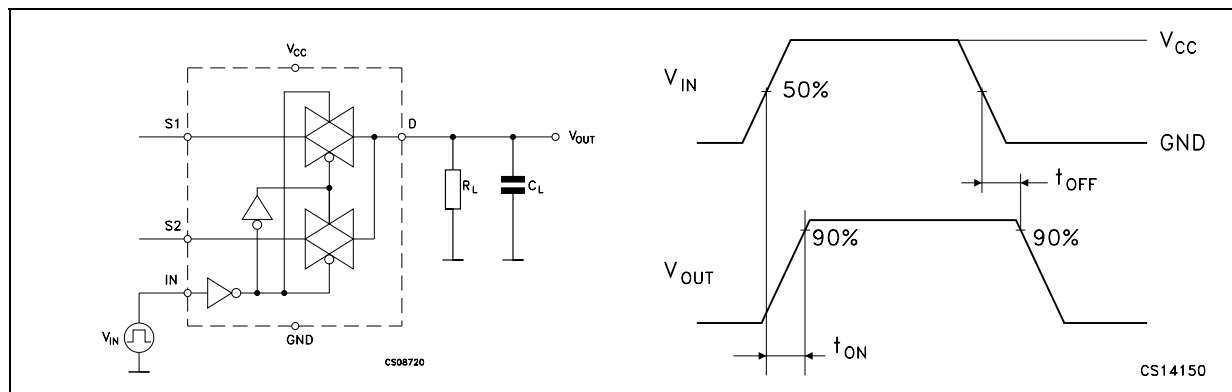 VCC
S1
D
VOUT
RL
CL
S2
IN
VIN
GND
CS08720
VIN
50%
VCC
GND
tOFF
90%
90%
VOUT
tON
CS14150